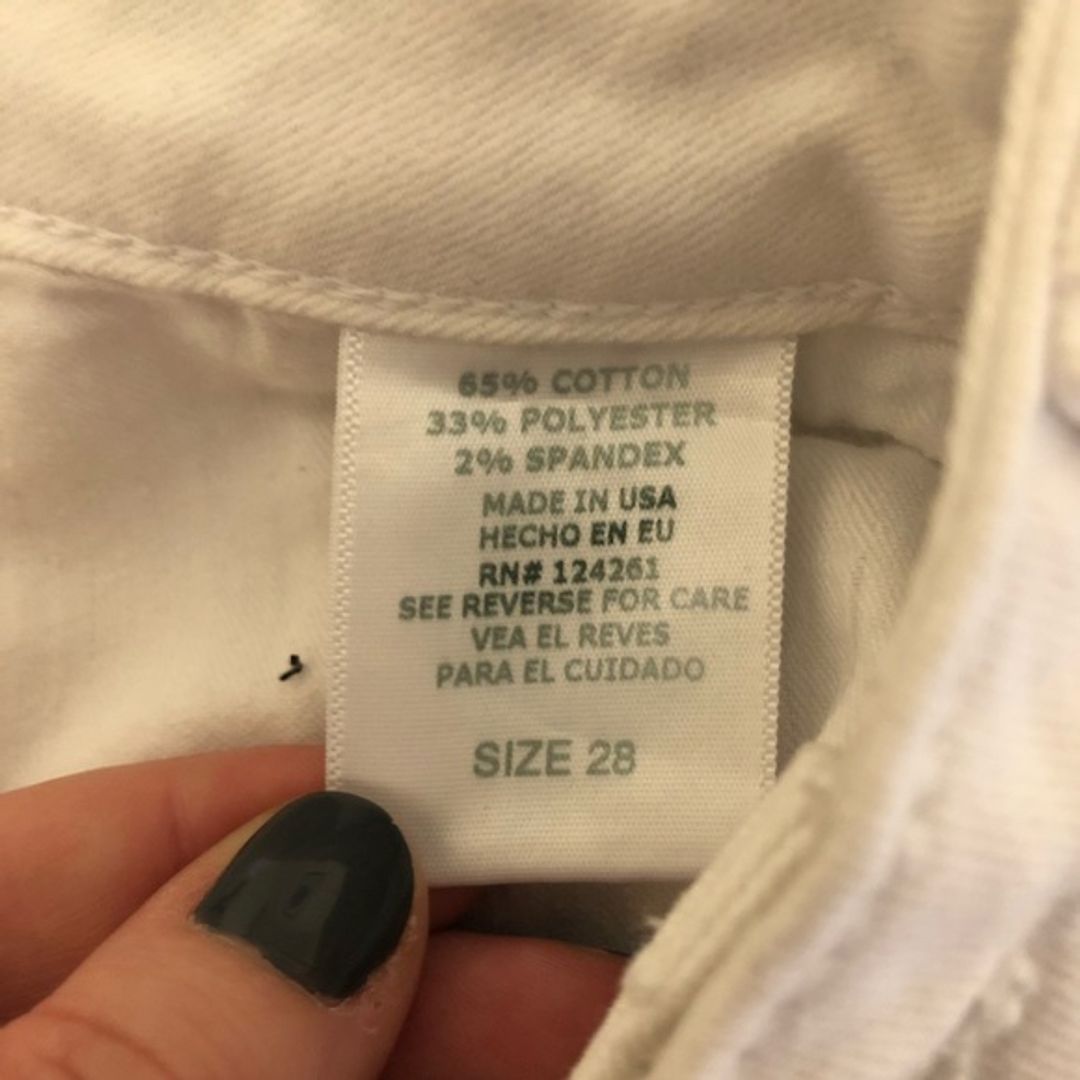 65% COTTON
33% POLYESTER
2% SPANDEX
MADE IN USA
HECHO EN EU
RN# 124261
SEE REVERSE FOR CARE
VEA EL REVES
PARA EL CUIDADO
SIZE 28